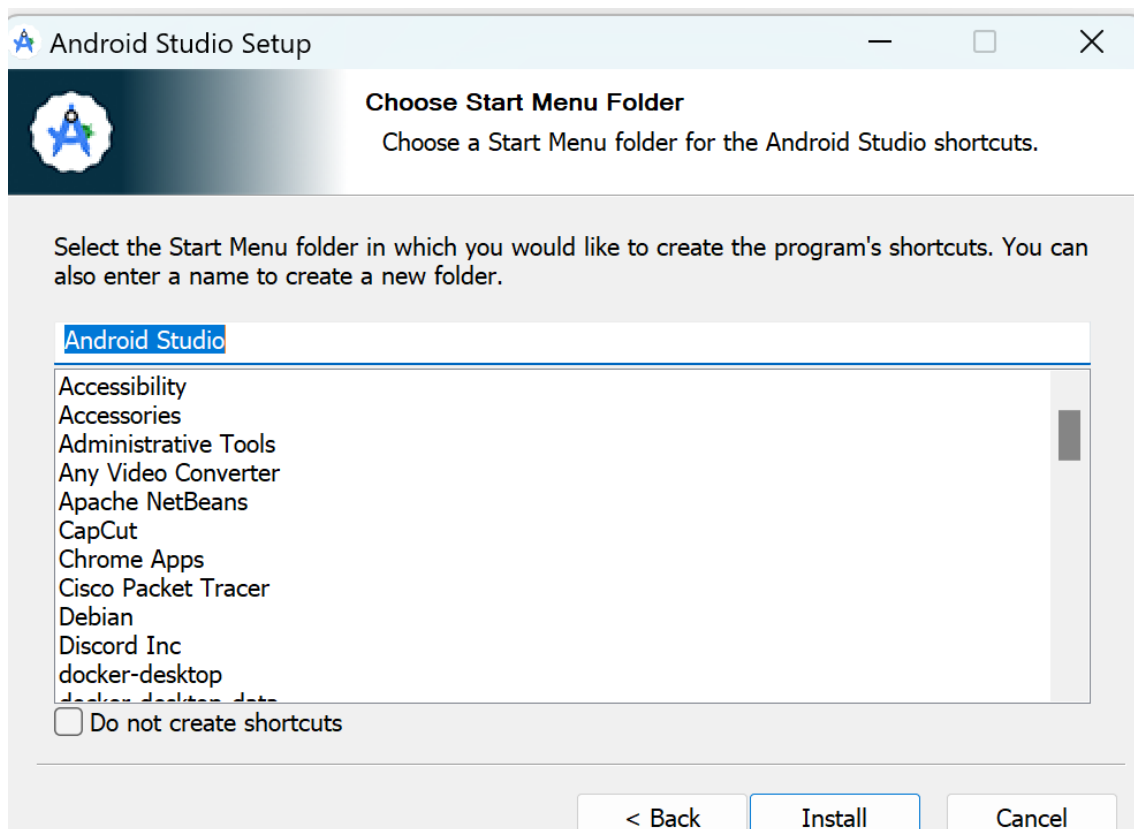 Android Studio Setup
Choose Start Menu Folder
Choose a Start Menu folder for the Android Studio shortcuts.
Select the Start Menu folder in which you would like to create the program's shortcuts. You can
also enter a name to create a new folder.
Android Studio
Accessibility
Accessories
Administrative Tools
Any Video Converter
Apache NetBeans
CapCut
Chrome Apps
Cisco Packet Tracer
Debian
Discord Inc
docker-desktop
docker-desktop-data
Do not create shortcuts
< Back
Install
Cancel